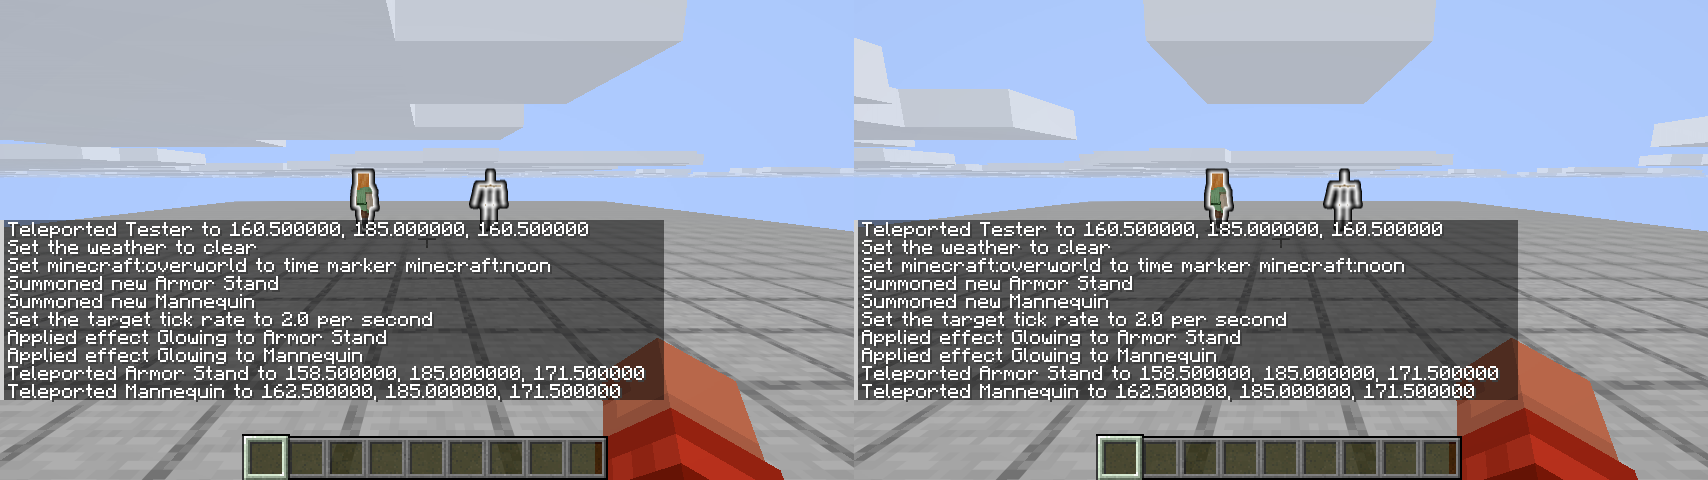 Teleported Tester to 160.500000, 185.000000, 160.500000
Set the weather to clear
Set minecraft:overworld to time marker minecraft:noon
Summoned new Armor Stand
Summoned new Mannequin
Set the target tick rate to 2.0 per second
Applied effect Glowing to Armor Stand
Applied effect Glowing to Mannequin
Teleported Armor Stand to 158.500000, 185.000000, 171.500000
Teleported Mannequin to 162.500000, 185.000000, 171.500000
Teleported Tester to 160.500000, 185.000000, 160.500000
Set the weather to clear
Set minecraft:overworld to time marker minecraft:noon
Summoned new Armor Stand
Summoned new Mannequin
Set the target tick rate to 2.0 per second
Applied effect Glowing to Armor Stand
Applied effect Glowing to Mannequin
Teleported Armor Stand to 158.500000, 185.000000, 171.500000
Teleported Mannequin to 162.500000, 185.000000, 171.500000